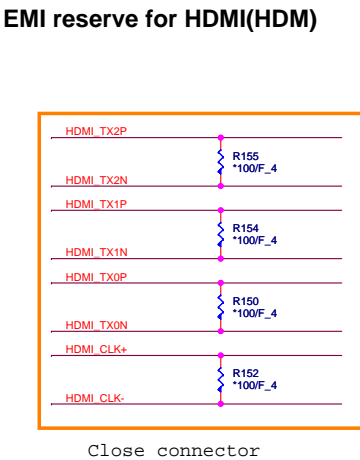 EMI reserve for HDMI(HDM)
HDMI_TX2P
R155
*100/F_4
HDMI_TX2N
HDMI_TX1P
R154
*100/F_4
HDMI_TX1N
HDMI_TX0P
R150
*100/F_4
HDMI_TX0N
HDMI_CLK+
R152
*100/F_4
HDMI_CLK-
Close connector